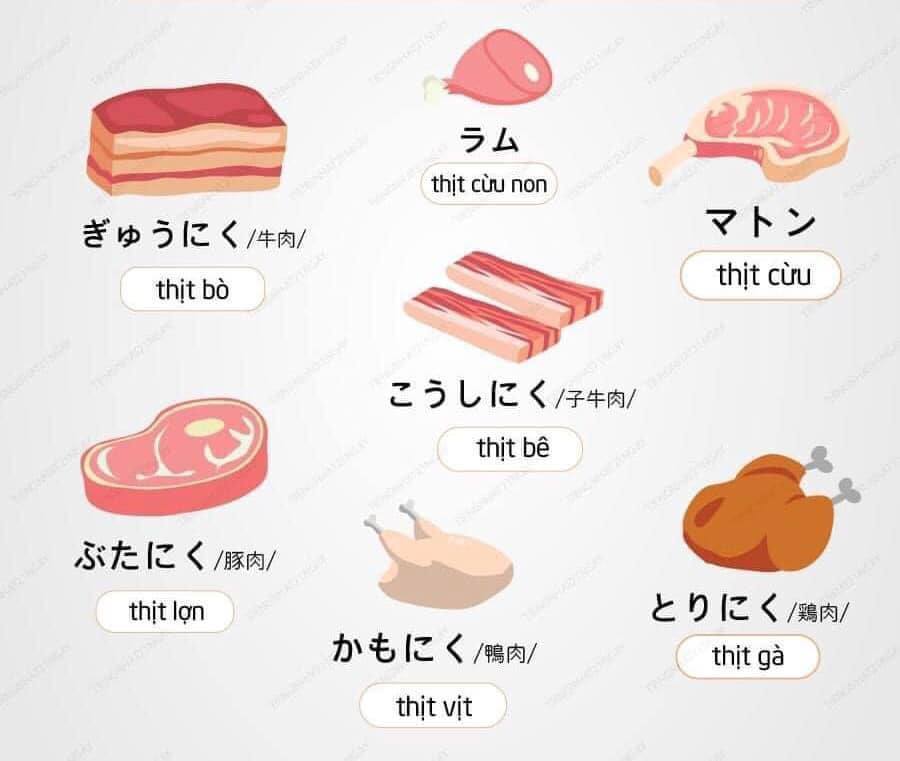 ラム
thịt cừu non
マトン
thịt cừu
ぎゅうにく/牛肉/
thịt bò
こうしにく/子牛肉/
thịt bê
ぶたにく/豚肉/
thịt lợn
とりにく/鶏肉/
thịt gà
かもにく/鴨肉/
thịt vịt